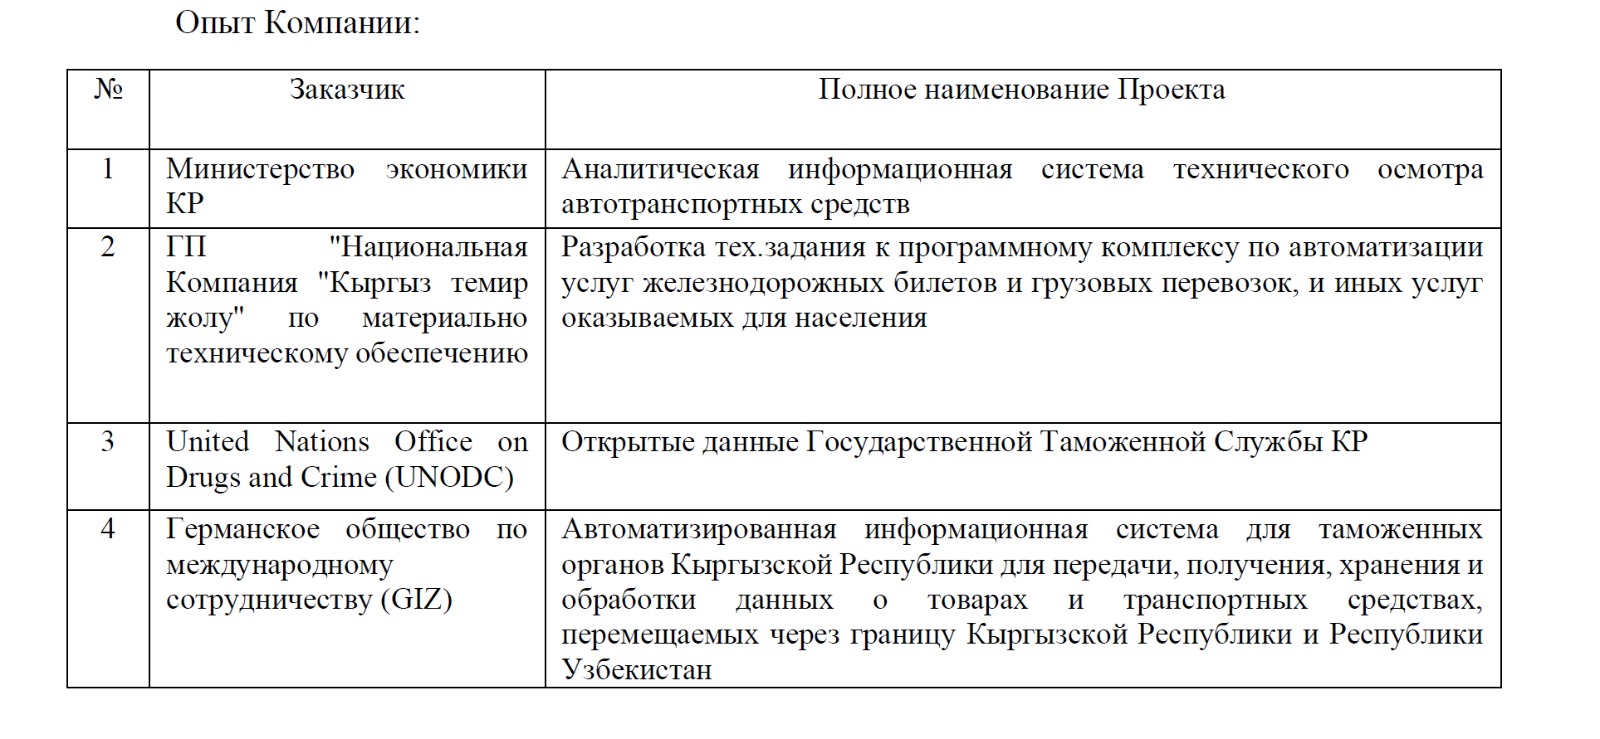 Опыт Компании:
№ Заказчик Полное наименование Проекта
1 Министерство экономики Аналитическая информационная система технического осмотра
КР автотранспортных средств
2 ГП "Национальная Разработка тех.задания к программному комплексу по автоматизации
Компания "Кыргыз темир услуг железнодорожных билетов и грузовых перевозок, и иных услуг
жолу" по материально оказываемых для населения
техническому обеспечению
3 United Nations Office on Открытые данные Государственной Таможенной Службы КР
Drugs and Crime (UNODC)
4 Германское общество по Автоматизированная информационная система для таможенных
международному органов Кыргызской Республики для передачи, получения, хранения и
сотрудничеству (GIZ) обработки данных о товарах и транспортных средствах,
перемещаемых через границу Кыргызской Республики и Республики
Узбекистан